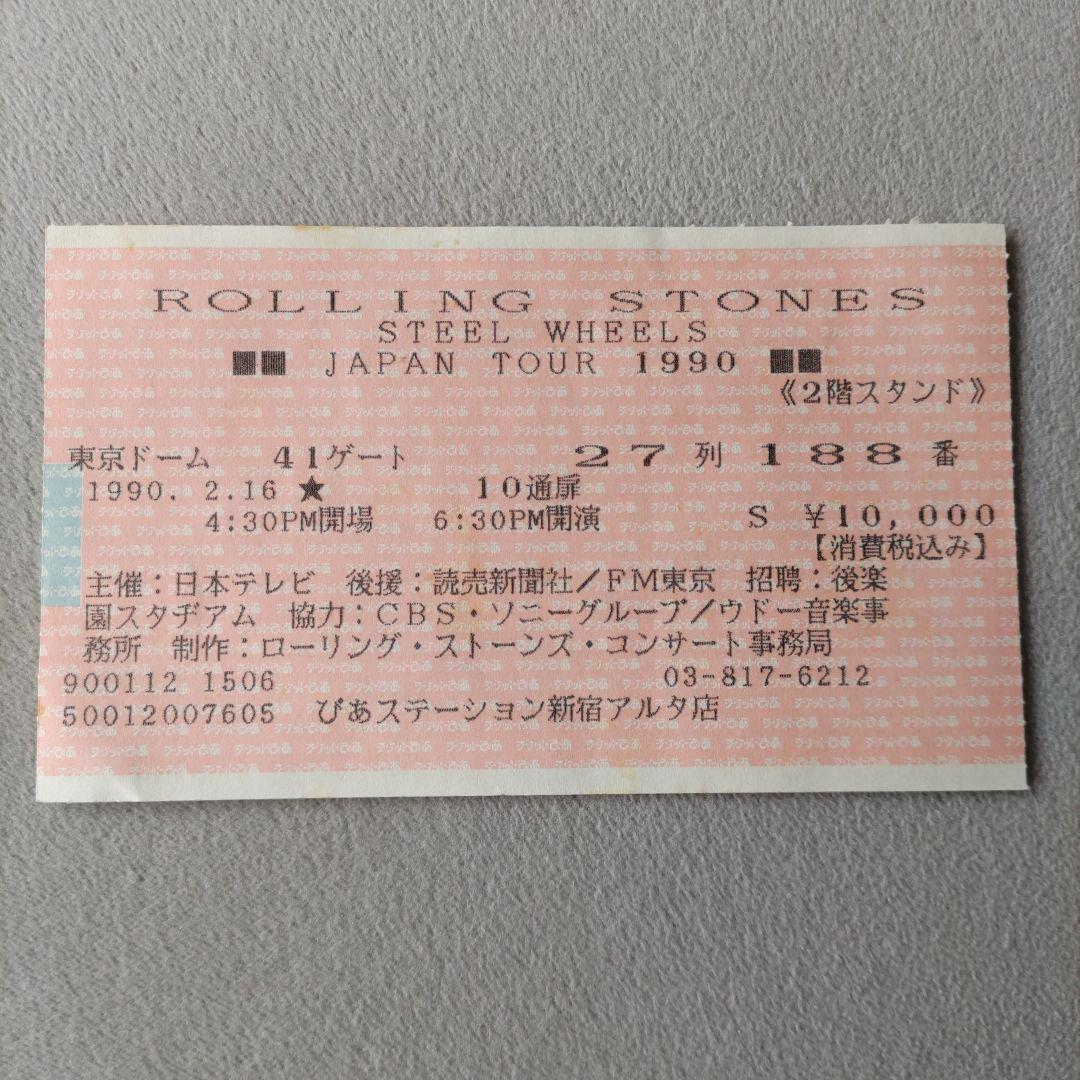 ROLLING STONES
STEEL WHEELS
■■ JAPAN TOUR 1990 ■■
《2階スタンド》
東京ドーム 41ゲート 27列 188番
1990. 2.16 ★ 10通扉
4:30PM開場 6:30PM開演 S ¥10,000
【消費税込み】
主催:日本テレビ 後援:読売新聞社/FM東京 招聘:後楽
園スタヂアム 協力:CBS・ソニーグループ/ウドー音楽事
務所 制作:ローリング・ストーンズ・コンサート事務局
900112 1506 03-817-6212
50012007605 ぴあステーション新宿アルタ店